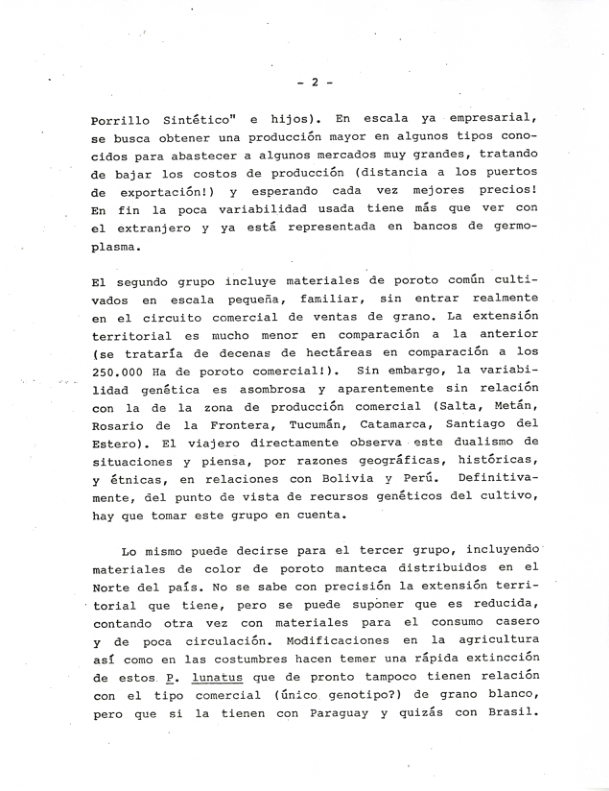 - 2 -
Porrillo Sintético" e hijos). En escala ya empresarial,
se busca obtener una producción mayor en algunos tipos cono-
cidos para abastecer a algunos mercados muy grandes, tratando
de bajar los costos de producción (distancia a los puertos
de exportación!) y esperando cada vez mejores precios!
En fin la poca variabilidad usada tiene más que ver con
el extranjero y ya está representada en bancos de germo-
plasma.
El segundo grupo incluye materiales de poroto común culti-
vados en escala pequeña, familiar, sin entrar realmente
en el circuito comercial de ventas de grano. La extensión
territorial es mucho menor en comparación a la anterior
(se trataría de decenas de hectáreas en comparación a los
250.000 Ha de poroto comercial!). Sin embargo, la variabi-
lidad genética es asombrosa y aparentemente sin relación
con la de la zona de producción comercial (Salta, Metán,
Rosario de la Frontera, Tucumán, Catamarca, Santiago del
Estero). El viajero directamente observa este dualismo de
situaciones y piensa, por razones geográficas, históricas,
y étnicas, en relaciones con Bolivia y Perú. Definitiva-
mente, del punto de vista de recursos genéticos del cultivo,
hay que tomar este grupo en cuenta.
Lo mismo puede decirse para el tercer grupo, incluyendo
materiales de color de poroto manteca distribuidos en el
Norte del país. No se sabe con precisión la extensión terri-
torial que tiene, pero se puede suponer que es reducida,
contando otra vez con materiales para el consumo casero
y de poca circulación. Modificaciones en la agricultura
así como en las costumbres hacen temer una rápida extincción
de estos P. lunatus que de pronto tampoco tienen relación
con el tipo comercial (único genotipo?) de grano blanco,
pero que si la tienen con Paraguay y quizás con Brasil.